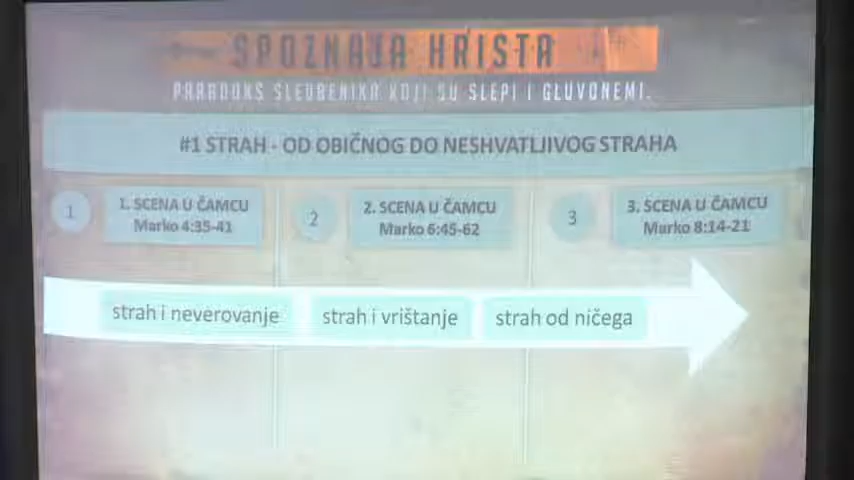 SPOZNAJA HRISTA
PARADOKS SLEDBENIKA KOJI SU SLEPI I GLUVONEMI.
#1 STRAH - OD OBIČNOG DO NESHVATLJIVOG STRAHA
1
1. SCENA U ČAMCU
Marko 4:35-41
2
2. SCENA U ČAMCU
Marko 6:45-62
3
3. SCENA U ČAMCU
Marko 8:14-21
strah i neverovanje
strah i vrištanje
strah od ničega